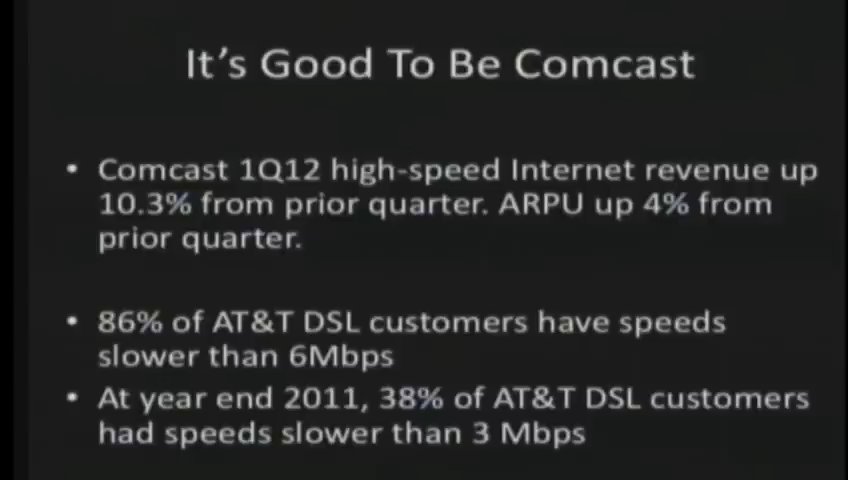 It's Good To Be Comcast
• Comcast 1Q12 high-speed Internet revenue up
10.3% from prior quarter. ARPU up 4% from
prior quarter.
• 86% of AT&T DSL customers have speeds
slower than 6Mbps
• At year end 2011, 38% of AT&T DSL customers
had speeds slower than 3 Mbps